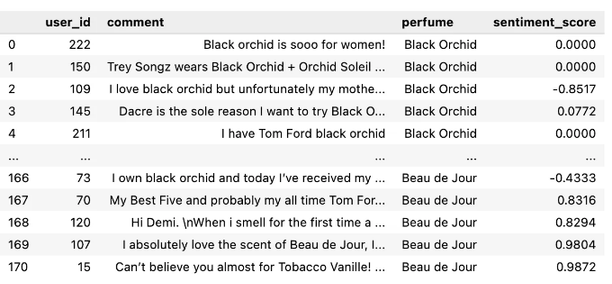 user_id comment perfume sentiment_score
0 222 Black orchid is sooo for women! Black Orchid 0.0000
1 150 Trey Songz wears Black Orchid + Orchid Soleil ... Black Orchid 0.0000
2 109 I love black orchid but unfortunately my mothe... Black Orchid -0.8517
3 145 Dacre is the sole reason I want to try Black O... Black Orchid 0.0772
4 211 I have Tom Ford black orchid Black Orchid 0.0000
... ... ... ... ...
166 73 I own black orchid and today I’ve received my ... Beau de Jour -0.4333
167 70 My Best Five and probably my all time Tom For... Beau de Jour 0.8316
168 120 Hi Demi. \nWhen i smell for the first time a ... Beau de Jour 0.8294
169 107 I absolutely love the scent of Beau de Jour, I... Beau de Jour 0.9804
170 15 Can’t believe you almost for Tobacco Vanille! ... Beau de Jour 0.9872